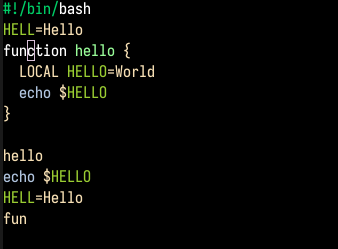 #!/bin/bash
HELL=Hello
function hello {
  LOCAL HELLO=World
  echo $HELLO
}

hello
echo $HELLO
HELL=Hello
fun